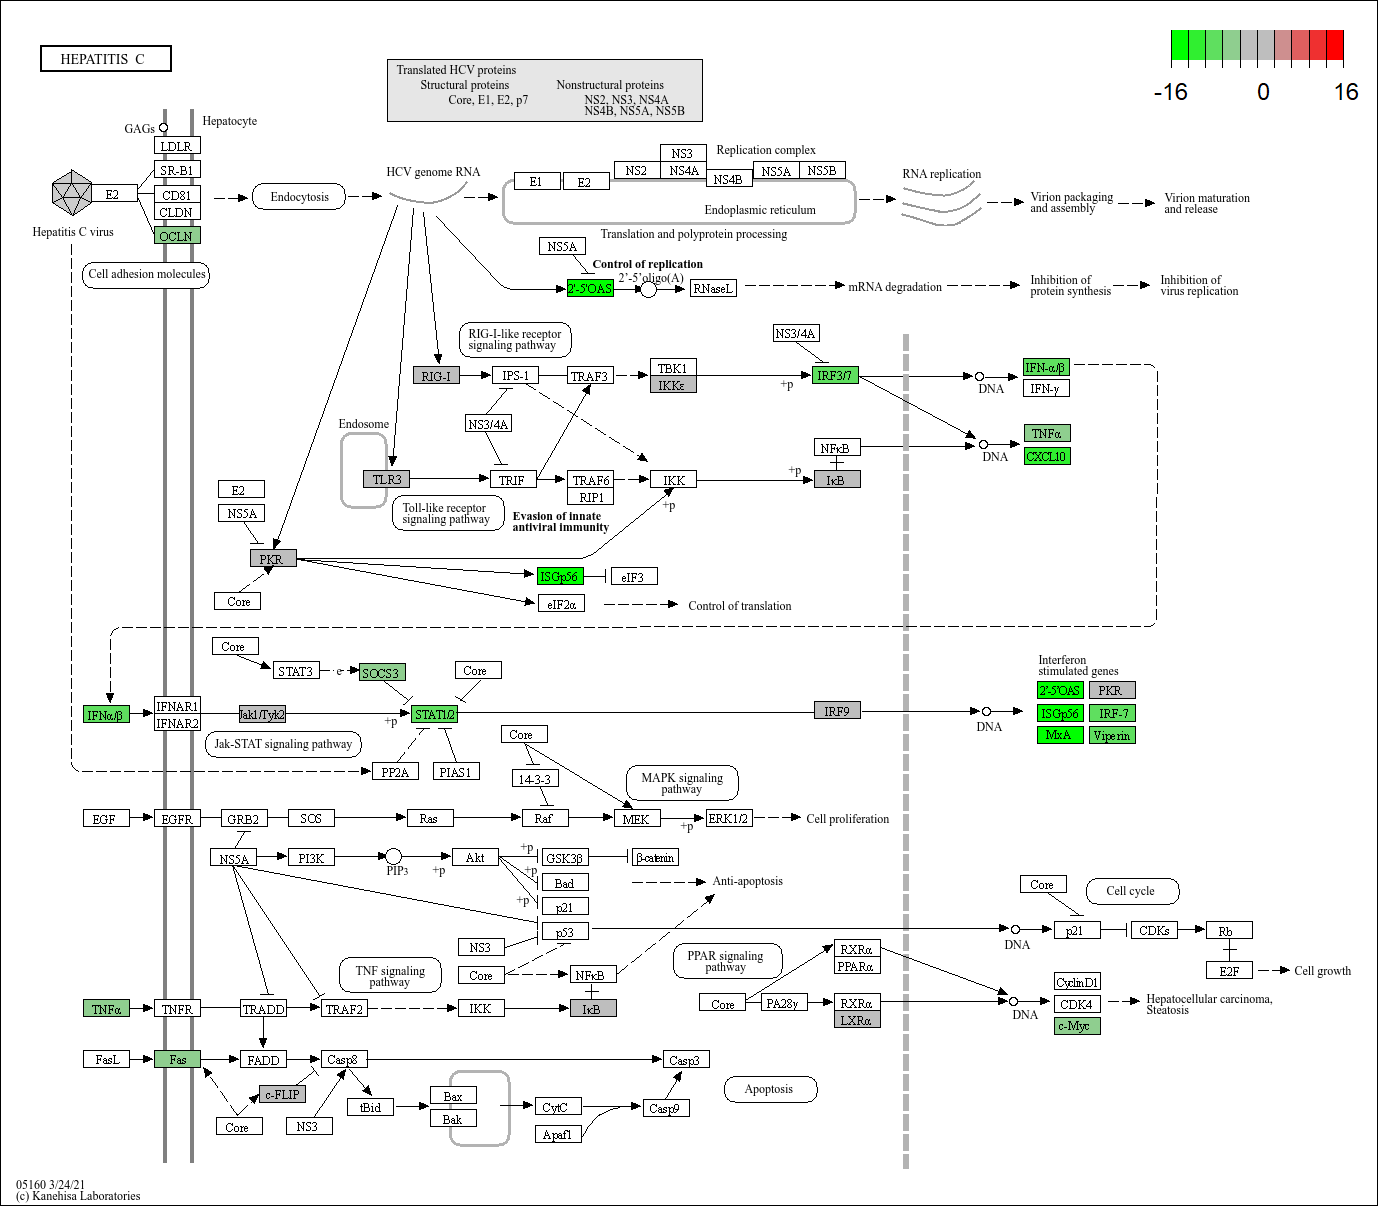 HEPATITIS C
-16 0 16
Translated HCV proteins
Structural proteins Nonstructural proteins
Core, E1, E2, p7 NS2, NS3, NS4A
NS4B, NS5A, NS5B
GAGs
Hepatocyte
LDLR
SR-B1
E2
CD81
CLDN
OCLN
Hepatitis C virus
Cell adhesion molecules
Endocytosis
HCV genome RNA
E1
E2
NS2
NS3
NS4A
NS4B
NS5A
NS5B
Replication complex
Endoplasmic reticulum
Translation and polyprotein processing
RNA replication
Virion packaging
and assembly
Virion maturation
and release
NS5A
Control of replication
2'-5'oligo(A)
2'-5'OAS
RNaseL
mRNA degradation
Inhibition of
protein synthesis
Inhibition of
virus replication
RIG-I-like receptor
signaling pathway
NS3/4A
RIG-I
IPS-1
TRAF3
TBK1
IKKε
+p
IRF3/7
DNA
IFN-α/β
IFN-γ
NS3/4A
Endosome
TNFα
CXCL10
DNA
NFκB
IκB
+p
TLR3
TRIF
TRAF6
RIP1
IKK
+p
Toll-like receptor
signaling pathway
Evasion of innate
antiviral immunity
E2
NS5A
PKR
Core
ISGp56
eIF3
eIF2α
Control of translation
Core
STAT3
e
SOCS3
Core
Interferon
stimulated genes
2'-5'OAS
PKR
ISGp56
IRF-7
MxA
Viperin
IFNα/β
IFNAR1
IFNAR2
Jak1/Tyk2
+p
STAT1/2
IRF9
DNA
Jak-STAT signaling pathway
PP2A
PIAS1
Core
14-3-3
MAPK signaling
pathway
EGF
EGFR
GRB2
SOS
Ras
Raf
MEK
+p
ERK1/2
Cell proliferation
NS5A
PI3K
PIP3
+p
Akt
+p
+p
+p
GSK3β
β-catenin
Bad
p21
p53
Anti-apoptosis
Core
Cell cycle
DNA
p21
CDKs
Rb
E2F
Cell growth
NS3
Core
NFκB
IκB
TNF signaling
pathway
PPAR signaling
pathway
RXRα
PPARα
Core
PA28γ
RXRα
LXRα
DNA
CyclinD1
CDK4
c-Myc
Hepatocellular carcinoma,
Steatosis
TNFα
TNFR
TRADD
TRAF2
IKK
FasL
Fas
FADD
Casp8
Casp3
c-FLIP
Core
NS3
tBid
Bax
Bak
CytC
Apaf1
Casp9
Apoptosis
05160 3/24/21
(c) Kanehisa Laboratories